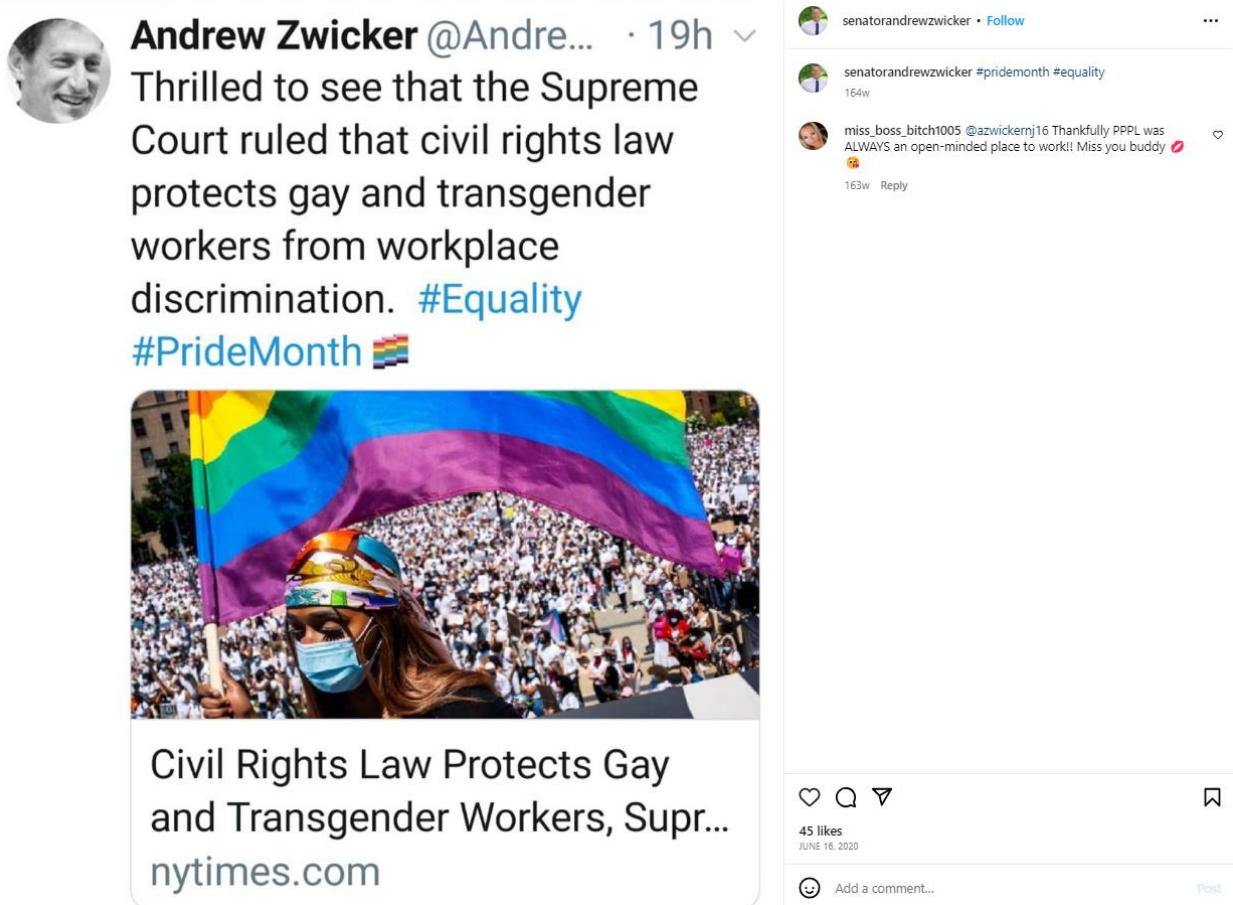 Andrew Zwicker @Andre... · 19h
Thrilled to see that the Supreme
Court ruled that civil rights law
protects gay and transgender
workers from workplace
discrimination. #Equality
#PrideMonth
Civil Rights Law Protects Gay
and Transgender Workers, Supr...
nytimes.com
senatorandrewzwicker • Follow
senatorandrewzwicker #pridemonth #equality
164w
miss_boss_bitch1005 @azwickernj16 Thankfully PPPL was
ALWAYS an open-minded place to work!! Miss you buddy 💋
😘
163w Reply
45 likes
JUNE 16, 2020
Add a comment...
Post